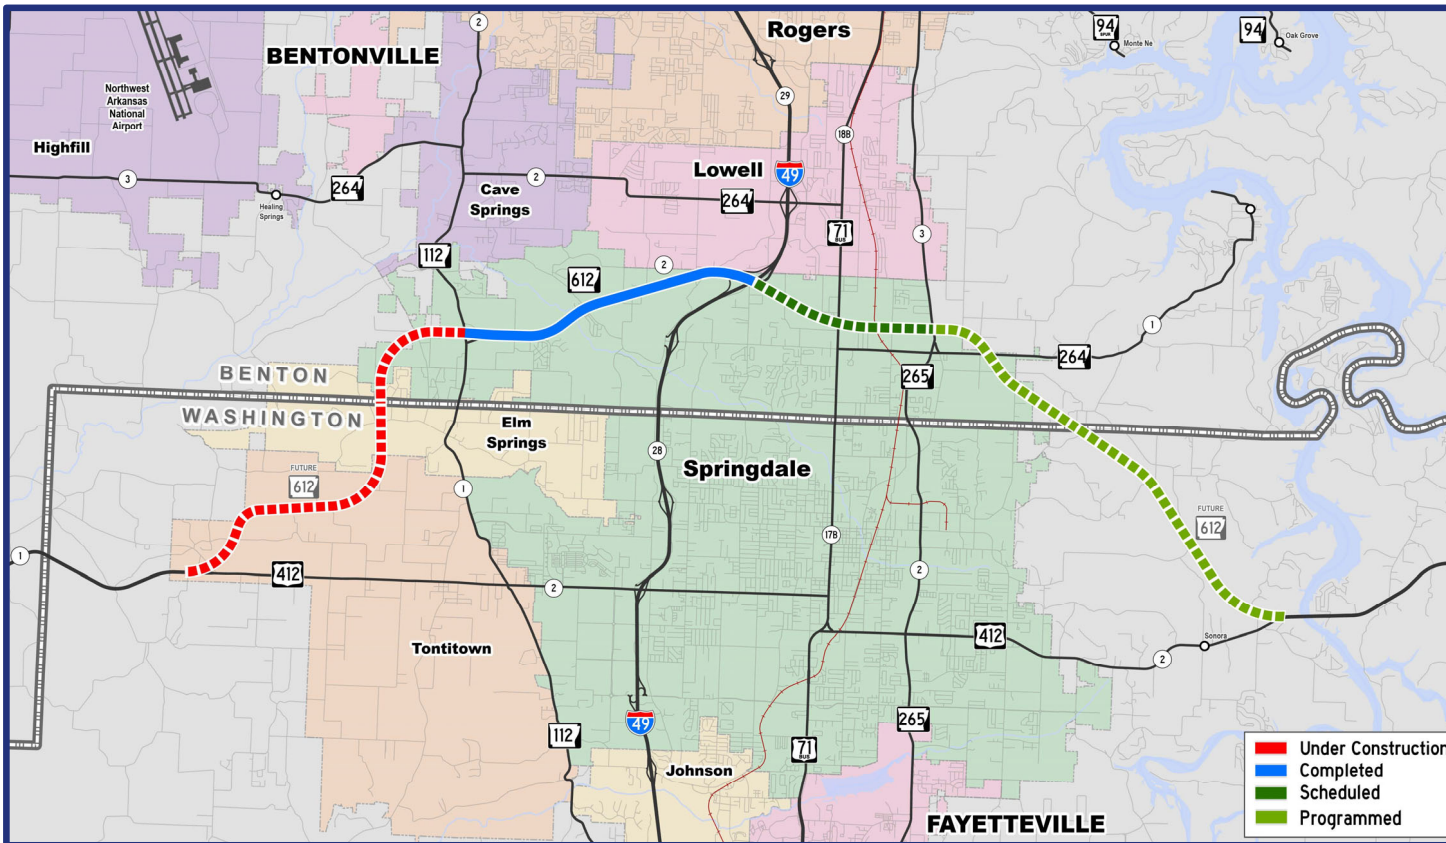 2
BENTONVILLE
Rogers
94
SPUR
Monte Ne
94
Oak Grove
Northwest
Arkansas
National
Airport
29
Highfill
18B
Lowell
49
3
264
Healing
Springs
2
Cave
Springs
264
71
BUS
3
112
612
2
1
264
265
BENTON
WASHINGTON
Elm
Springs
28
Springdale
FUTURE
612
1
FUTURE
612
17B
1
412
2
2
412
Sonora
2
Tontitown
112
49
265
71
BUS
Johnson
FAYETTEVILLE
Under Construction
Completed
Scheduled
Programmed